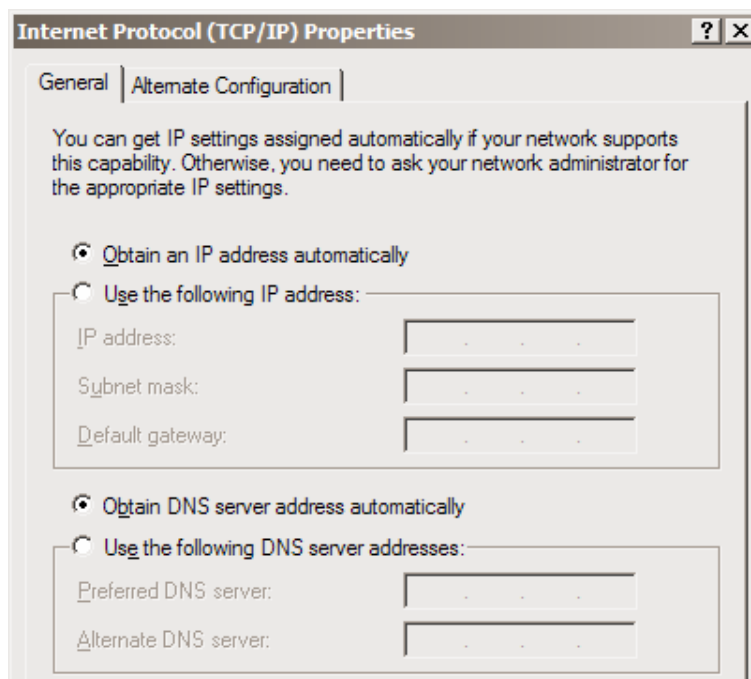 Internet Protocol (TCP/IP) Properties
General
Alternate Configuration
You can get IP settings assigned automatically if your network supports
this capability. Otherwise, you need to ask your network administrator for
the appropriate IP settings.
Obtain an IP address automatically
Use the following IP address:
IP address:
Subnet mask:
Default gateway:
Obtain DNS server address automatically
Use the following DNS server addresses:
Preferred DNS server:
Alternate DNS server: